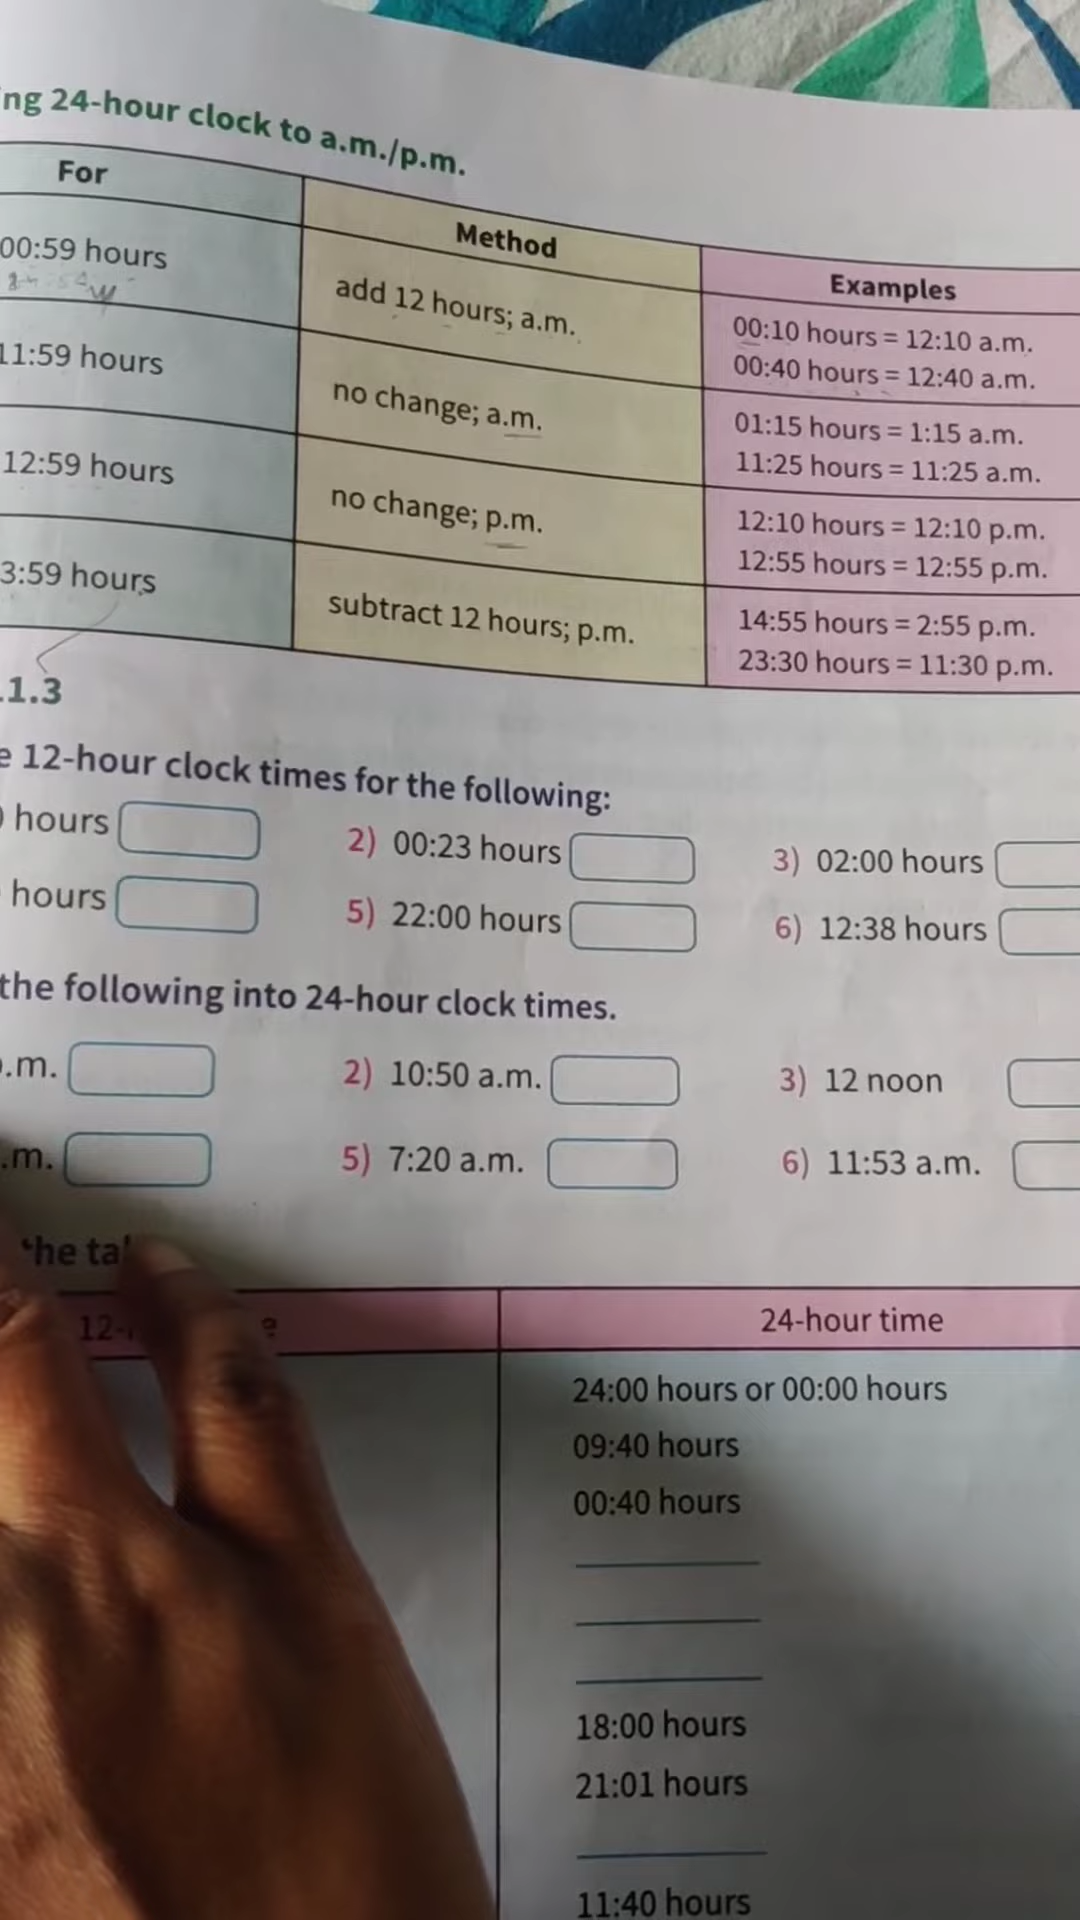 ng 24-hour clock to a.m./p.m.
For Method Examples
00:59 hours add 12 hours; a.m. 00:10 hours = 12:10 a.m.
00:40 hours = 12:40 a.m.
11:59 hours no change; a.m. 01:15 hours = 1:15 a.m.
11:25 hours = 11:25 a.m.
12:59 hours no change; p.m. 12:10 hours = 12:10 p.m.
12:55 hours = 12:55 p.m.
3:59 hours subtract 12 hours; p.m. 14:55 hours = 2:55 p.m.
23:30 hours = 11:30 p.m.
.1.3
e 12-hour clock times for the following:
hours 2) 00:23 hours 3) 02:00 hours
hours 5) 22:00 hours 6) 12:38 hours
the following into 24-hour clock times.
.m. 2) 10:50 a.m. 3) 12 noon
.m. 5) 7:20 a.m. 6) 11:53 a.m.
he ta
12- 24-hour time
24:00 hours or 00:00 hours
09:40 hours
00:40 hours
18:00 hours
21:01 hours
11:40 hours